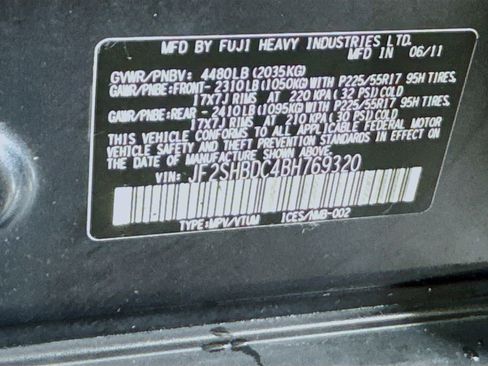 MFD BY FUJI HEAVY INDUSTRIES LTD.
MFD IN 06/11
GVWR/PNBV: 4480LB (2035KG)
GAWR/PNBE:FRONT- 2310LB (1050KG)WITH P225/55R17 95H TIRES,
17X7J RIMS AT 220 KPA (32 PSI)COLD
GAWR/PNBE:REAR - 2410LB (1095KG)WITH P225/55R17 95H TIRES,
17X7J RIMS AT 210 KPA (30 PSI)COLD
THIS VEHICLE CONFORMS TO ALL APPLICABLE FEDERAL MOTOR
VEHICLE SAFETY AND THEFT PREVENTION STANDARDS IN EFFECT ON
THE DATE OF MANUFACTURE SHOWN ABOVE.
VIN: JF2SHBDC4BH769320
TYPE:MPV/VTUM ICES/NMB-002